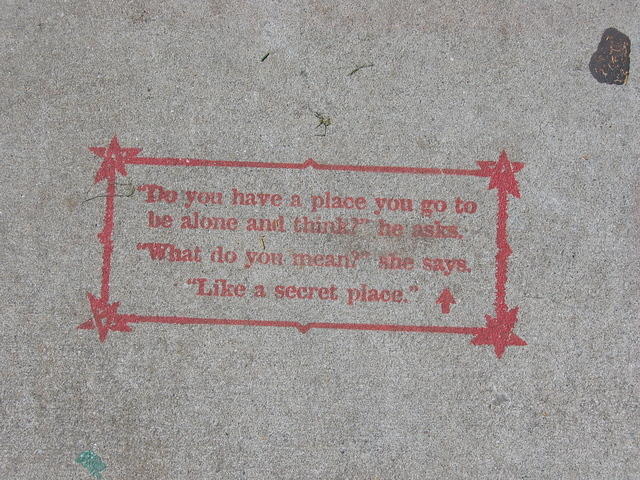 "Do you have a place you go to
be alone and think?" he asks.
"What do you mean?" she says.
"Like a secret place."